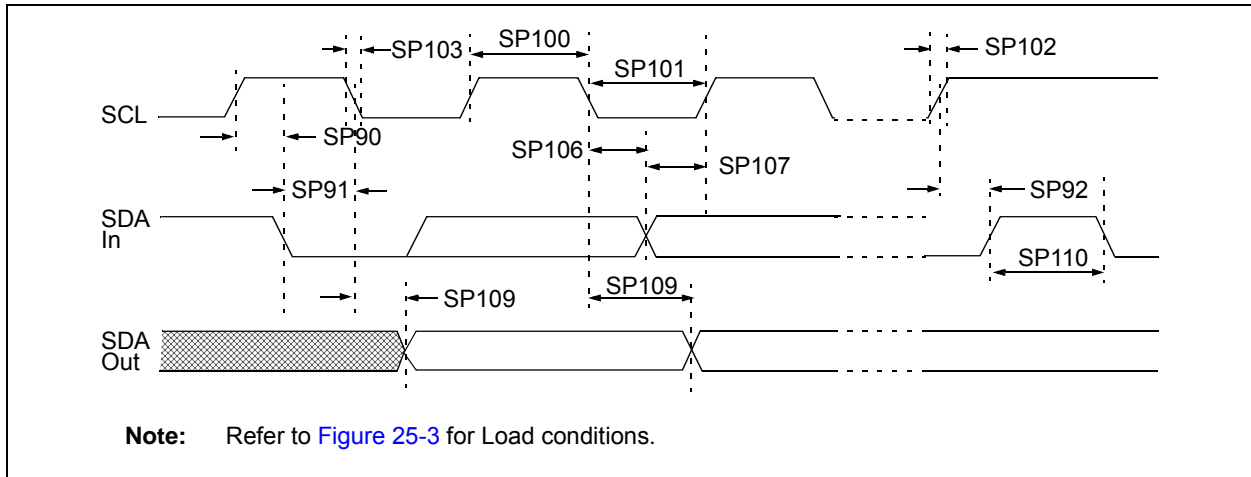 SP103
SP100
SP102
SP101
SCL
SP90
SP106
SP107
SP91
SP92
SDA
In
SP110
SP109
SP109
SDA
Out
Note: Refer to Figure 25-3 for Load conditions.